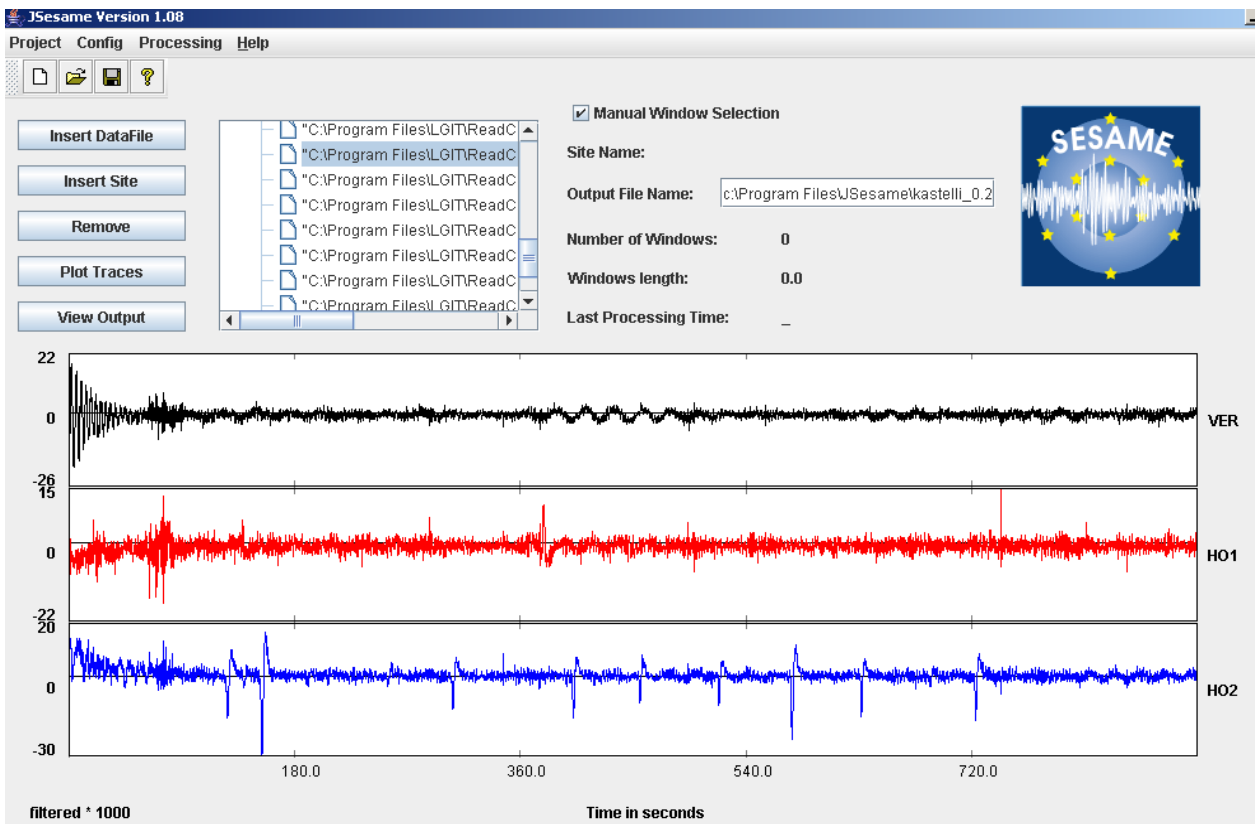 JSesame Version 1.08
Project Config Processing Help
Insert DataFile
Insert Site
Remove
Plot Traces
View Output
"C:\Program Files\LGIT\ReadC
"C:\Program Files\LGIT\ReadC
"C:\Program Files\LGIT\ReadC
"C:\Program Files\LGIT\ReadC
"C:\Program Files\LGIT\ReadC
"C:\Program Files\LGIT\ReadC
"C:\Program Files\LGIT\ReadC
"C:\Program Files\LGIT\ReadC
Manual Window Selection
Site Name:
Output File Name: c:\Program Files\JSesame\kastelli_0.2
Number of Windows: 0
Windows length: 0.0
Last Processing Time: _
SESAME
22
0
-26
VER
15
0
-22
HO1
20
0
-30
HO2
180.0 360.0 540.0 720.0
filtered * 1000
Time in seconds